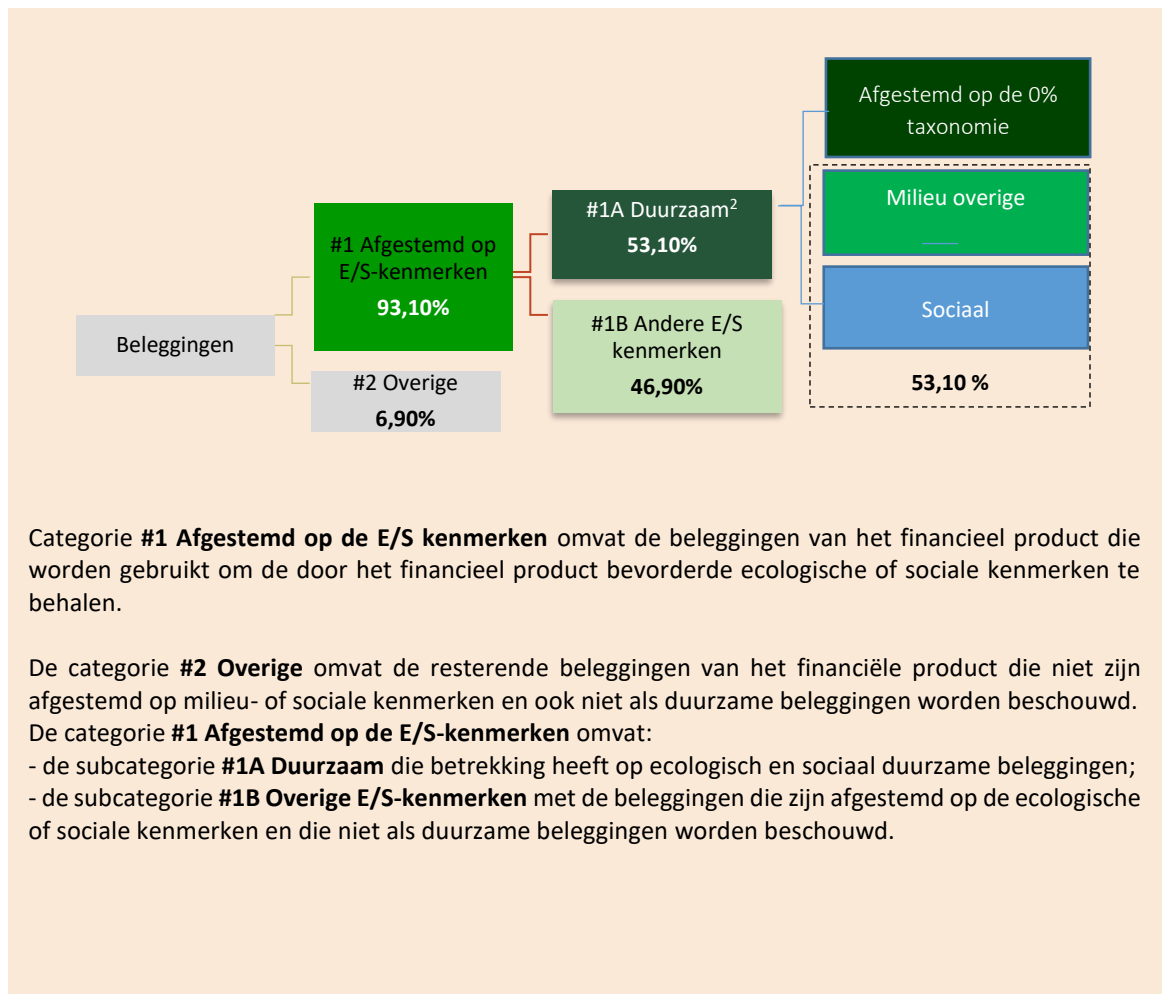 Afgestemd op de 0%
taxonomie
Milieu overige
#1A Duurzaam²
53,10%
#1 Afgestemd op
E/S-kenmerken
93,10%
Sociaal
#1B Andere E/S
kenmerken
46,90%
Beleggingen
#2 Overige
6,90%
53,10 %
Categorie #1 Afgestemd op de E/S kenmerken omvat de beleggingen van het financieel product die
worden gebruikt om de door het financieel product bevorderde ecologische of sociale kenmerken te
behalen.
De categorie #2 Overige omvat de resterende beleggingen van het financiële product die niet zijn
afgestemd op milieu- of sociale kenmerken en ook niet als duurzame beleggingen worden beschouwd.
De categorie #1 Afgestemd op de E/S-kenmerken omvat:
- de subcategorie #1A Duurzaam die betrekking heeft op ecologisch en sociaal duurzame beleggingen;
- de subcategorie #1B Overige E/S-kenmerken met de beleggingen die zijn afgestemd op de ecologische
of sociale kenmerken en die niet als duurzame beleggingen worden beschouwd.